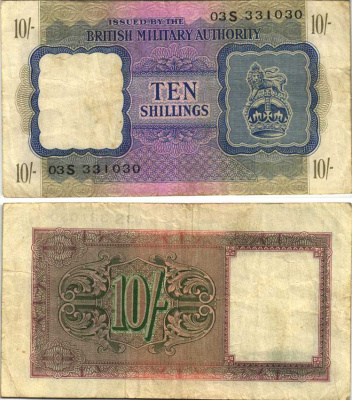 10/- 03S 331030 10/-
ISSUED BY THE
BRITISH MILITARY AUTHORITY
TEN
SHILLINGS
10/- 03S 331030 10/-
10/-